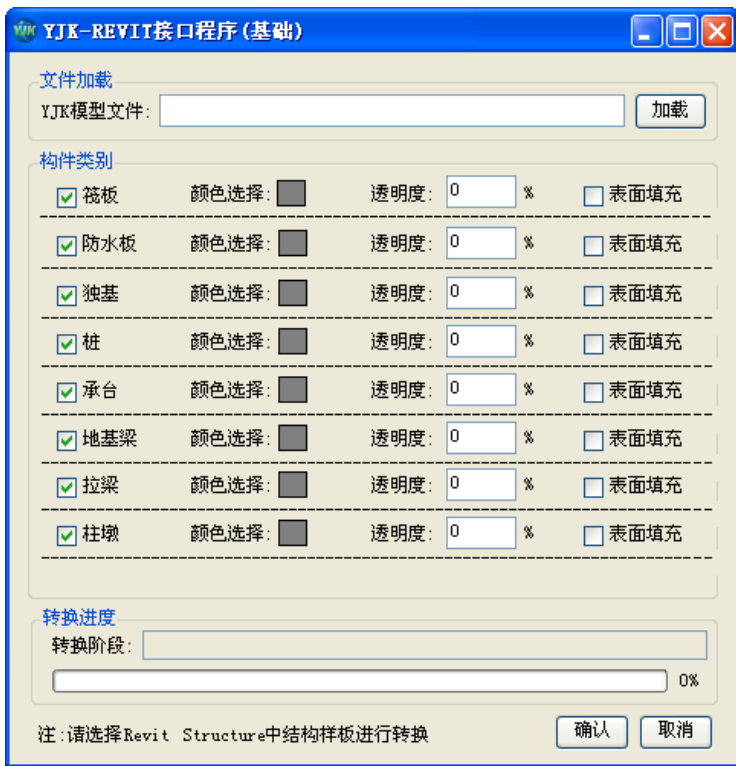 YJK YJK-REVIT接口程序(基础)
文件加载
YJK模型文件: 加载
构件类别
筏板 颜色选择: 透明度: 0 % 表面填充
防水板 颜色选择: 透明度: 0 % 表面填充
独基 颜色选择: 透明度: 0 % 表面填充
桩 颜色选择: 透明度: 0 % 表面填充
承台 颜色选择: 透明度: 0 % 表面填充
地基梁 颜色选择: 透明度: 0 % 表面填充
拉梁 颜色选择: 透明度: 0 % 表面填充
柱墩 颜色选择: 透明度: 0 % 表面填充
转换进度
转换阶段:
0%
注:请选择Revit Structure中结构样板进行转换 确认 取消